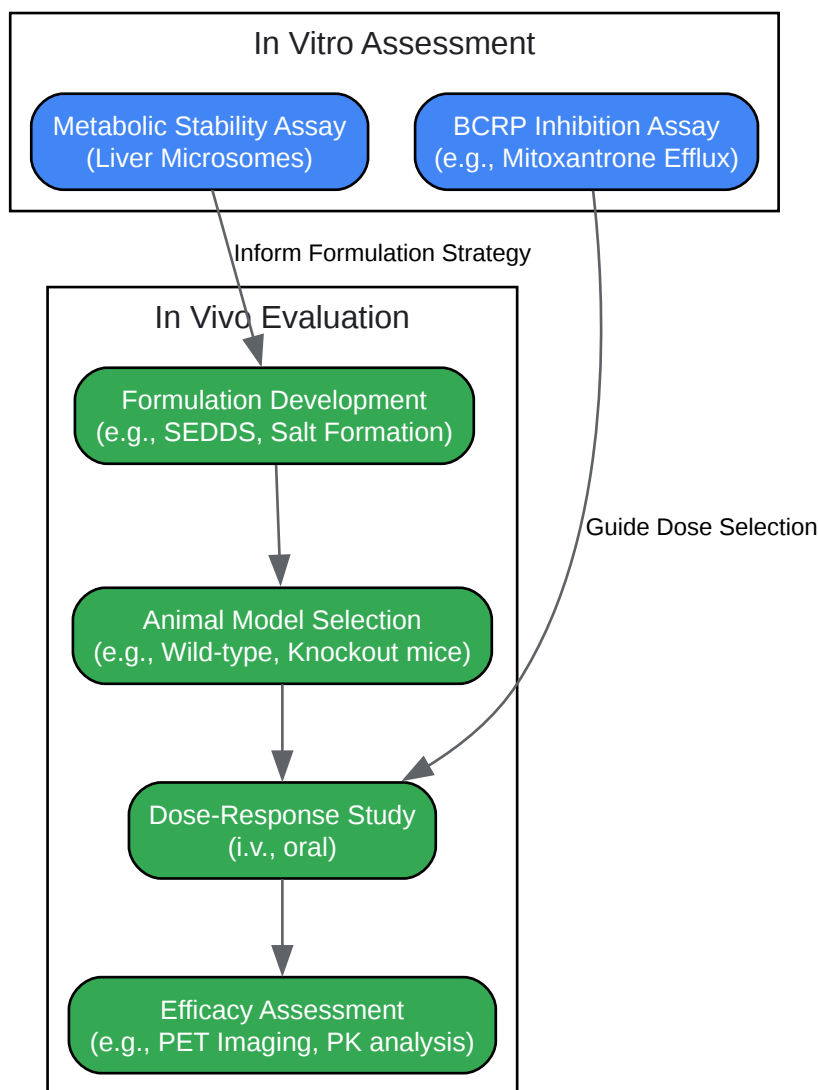 In Vitro Assessment
Metabolic Stability Assay
(Liver Microsomes)
BCRP Inhibition Assay
(e.g., Mitoxantrone Efflux)
Inform Formulation Strategy
In Vivo Evaluation
Formulation Development
(e.g., SEDDS, Salt Formation)
Guide Dose Selection
Animal Model Selection
(e.g., Wild-type, Knockout mice)
Dose-Response Study
(i.v., oral)
Efficacy Assessment
(e.g., PET Imaging, PK analysis)